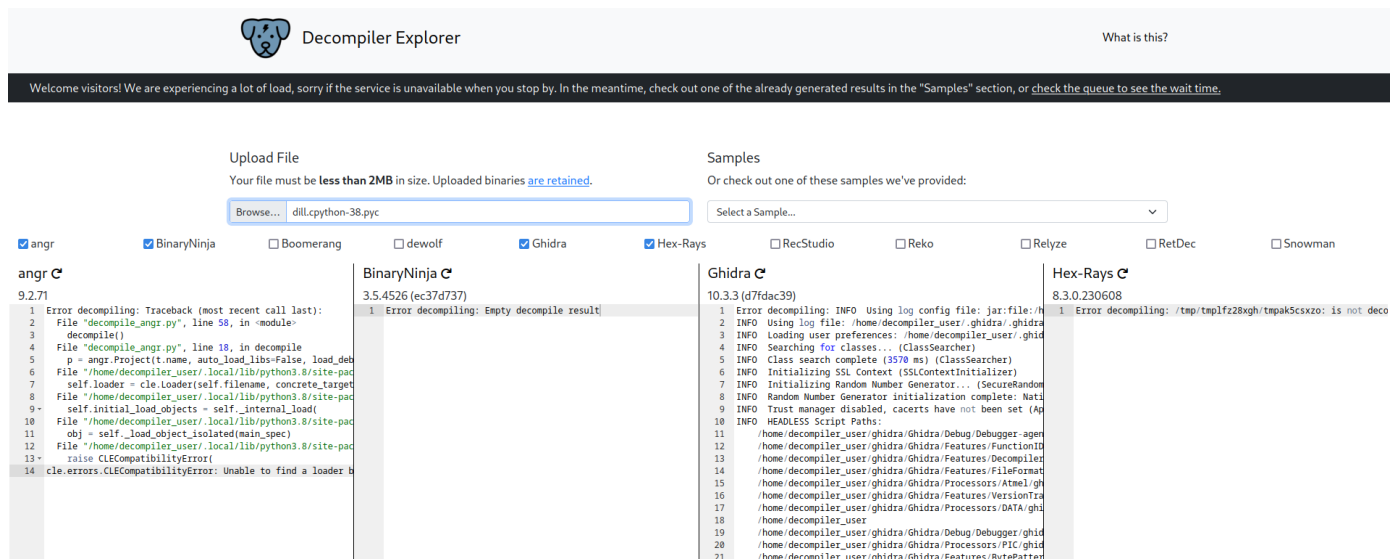 Decompiler Explorer
What is this?
Welcome visitors! We are experiencing a lot of load, sorry if the service is unavailable when you stop by. In the meantime, check out one of the already generated results in the "Samples" section, or check the queue to see the wait time.
Upload File
Your file must be less than 2MB in size. Uploaded binaries are retained.
Browse... dill.cpython-38.pyc
Samples
Or check out one of these samples we've provided:
Select a Sample...
angr BinaryNinja Boomerang dewolf Ghidra Hex-Rays RecStudio Reko Relyze RetDec Snowman
angr
9.2.71
1 Error decompiling: Traceback (most recent call last):
2 File "decompile_angr.py", line 58, in <module>
3 decompile()
4 File "decompile_angr.py", line 18, in decompile
5 p = angr.Project(t.name, auto_load_libs=False, load_deb
6 File "/home/decompiler_user/.local/lib/python3.8/site-pac
7 self.loader = cle.Loader(self.filename, concrete_target
8 File "/home/decompiler_user/.local/lib/python3.8/site-pac
9 self.initial_load_objects = self._internal_load(
10 File "/home/decompiler_user/.local/lib/python3.8/site-pac
11 obj = self._load_object_isolated(main_spec)
12 File "/home/decompiler_user/.local/lib/python3.8/site-pac
13 raise CLECompatibilityError(
14 cle.errors.CLECompatibilityError: Unable to find a loader b
BinaryNinja
3.5.4526 (ec37d737)
1 Error decompiling: Empty decompile result
Ghidra
10.3.3 (d7fdac39)
1 Error decompiling: INFO Using log config file: jar:file:/h
2 INFO Using log file: /home/decompiler_user/.ghidra/.ghidra
3 INFO Loading user preferences: /home/decompiler_user/.ghid
4 INFO Searching for classes... (ClassSearcher)
5 INFO Class search complete (3570 ms) (ClassSearcher)
6 INFO Initializing SSL Context (SSLContextInitializer)
7 INFO Initializing Random Number Generator... (SecureRandom
8 INFO Random Number Generator initialization complete: Nati
9 INFO Trust manager disabled, cacerts have not been set (Ap
10 INFO HEADLESS Script Paths:
11 /home/decompiler_user/ghidra/Ghidra/Debug/Debugger-agen
12 /home/decompiler_user/ghidra/Ghidra/Features/FunctionID
13 /home/decompiler_user/ghidra/Ghidra/Features/Decompiler
14 /home/decompiler_user/ghidra/Ghidra/Features/FileFormat
15 /home/decompiler_user/ghidra/Ghidra/Processors/Atmel/gh
16 /home/decompiler_user/ghidra/Ghidra/Features/VersionTra
17 /home/decompiler_user/ghidra/Ghidra/Processors/DATA/ghi
18 /home/decompiler_user
19 /home/decompiler_user/ghidra/Ghidra/Debug/Debugger/ghid
20 /home/decompiler_user/ghidra/Ghidra/Processors/PIC/ghid
21 /home/decompiler_user/ghidra/Ghidra/Features/BytePatter
Hex-Rays
8.3.0.230608
1 Error decompiling: /tmp/tmplfz28xgh/tmpak5csxzo: is not deco